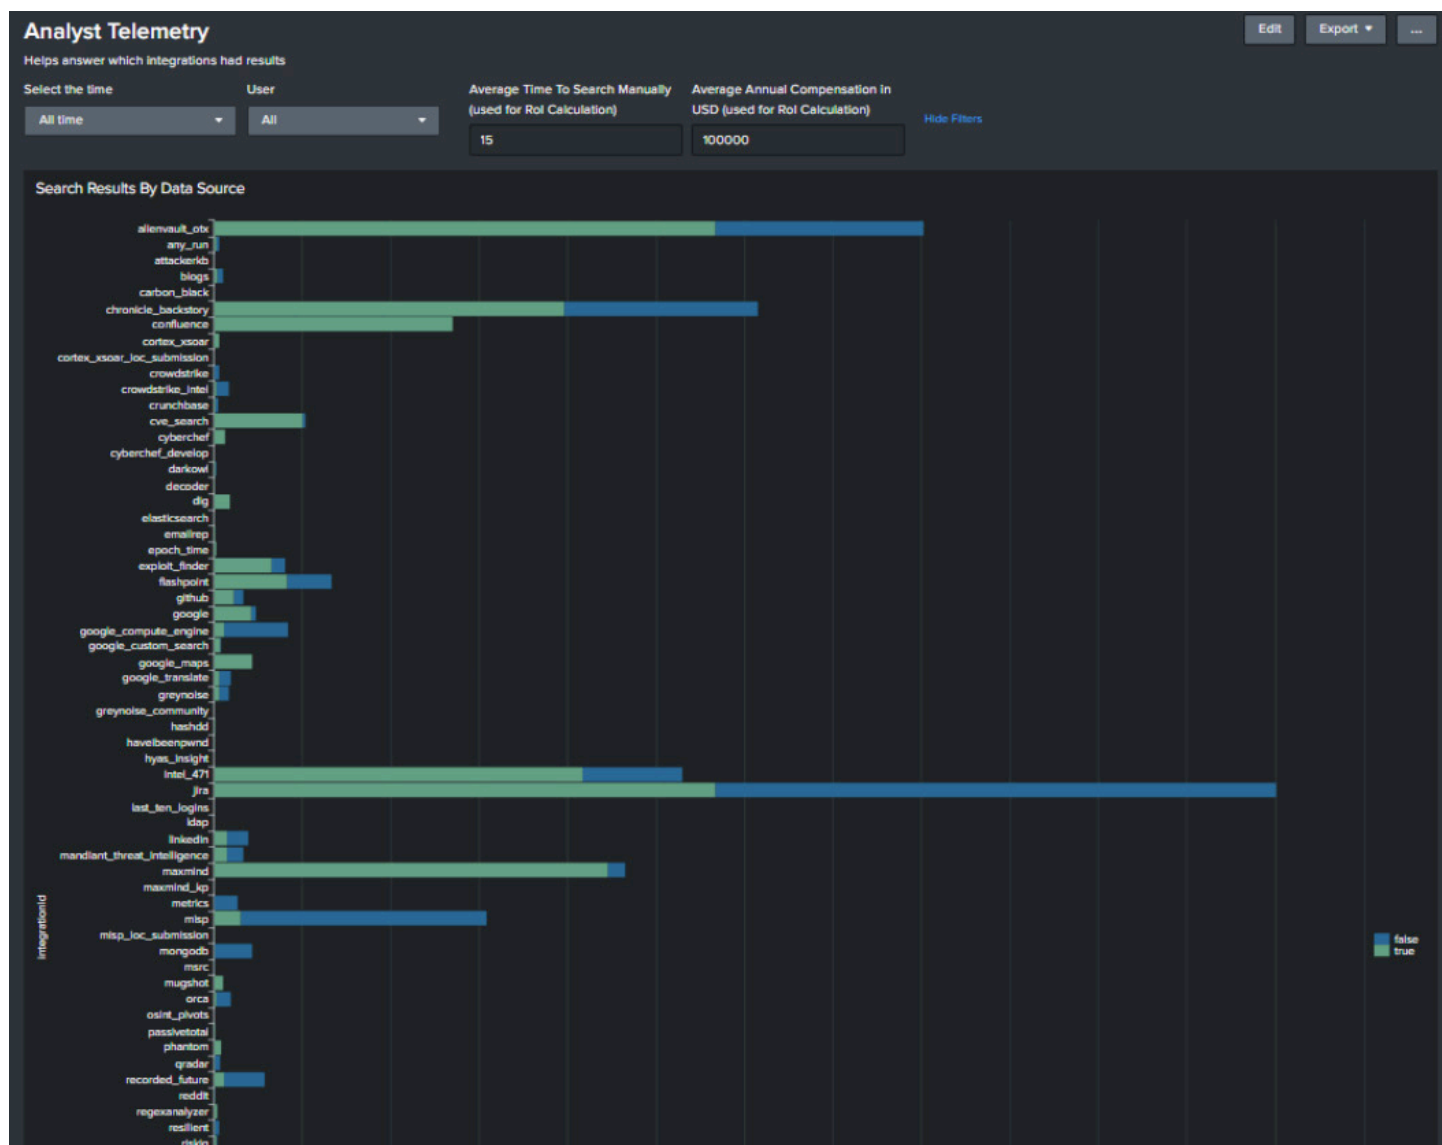 Analyst Telemetry
Edit
Export
...
Helps answer which integrations had results
Select the time
User
Average Time To Search Manually
(used for RoI Calculation)
Average Annual Compensation in
USD (used for RoI Calculation)
Hide Filters
All time
All
15
100000
Search Results By Data Source
alienvault_otx
any_run
attackerkb
blogs
carbon_black
chronicle_backstory
confluence
cortex_xsoar
cortex_xsoar_ioc_submission
crowdstrike
crowdstrike_intel
crunchbase
cve_search
cyberchef
cyberchef_develop
darkowl
decoder
dig
elasticsearch
emailrep
epoch_time
exploit_finder
flashpoint
github
google
google_compute_engine
google_custom_search
google_maps
google_translate
greynoise
greynoise_community
hashdd
haveibeenpwnd
hyas_insight
intel_471
jira
last_ten_logins
ldap
linkedin
mandiant_threat_intelligence
maxmind
maxmind_kp
metrics
misp
misp_ioc_submission
mongodb
msrc
mugshot
orca
osint_pivots
passivetotal
phantom
qradar
recorded_future
reddit
regexanalyzer
resilient
riskiq
integrationId
false
true